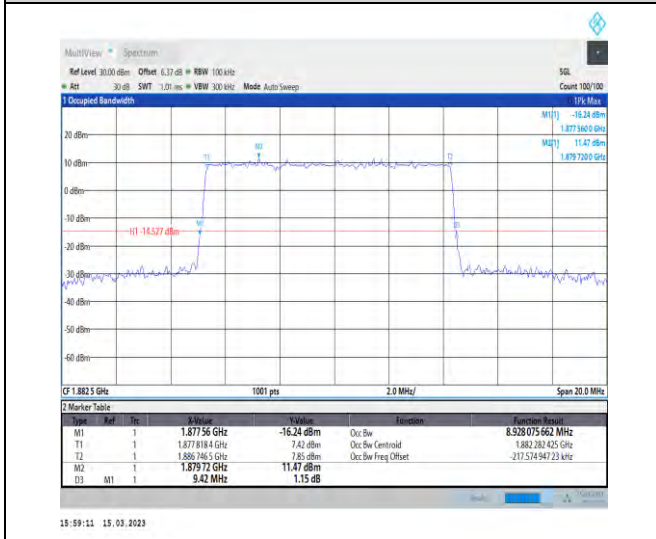 MultiView Spectrum
Ref Level 30.00 dBm Offset 6.37 dB RBW 100 kHz SGL
Att 30 dB SWT 1.01 ms VBW 300 kHz Mode Auto Sweep Count 100/100
1 Occupied Bandwidth 1Pk Max
M1[1] -16.24 dBm
1.877 560 0 GHz
M2[1] 11.47 dBm
1.879 720 0 GHz
20 dBm
M2
T1 T2
10 dBm
0 dBm
-10 dBm
M1 D3
H1 -14.527 dBm
-20 dBm
-30 dBm
-40 dBm
-50 dBm
-60 dBm
CF 1.882 5 GHz 1001 pts 2.0 MHz/ Span 20.0 MHz
2 Marker Table
Type Ref Trc X-Value Y-Value Function Function Result
M1 1 1.877 56 GHz -16.24 dBm Occ Bw 8.928 075 662 MHz
T1 1 1.877 818 4 GHz 7.42 dBm Occ Bw Centroid 1.882 282 425 GHz
T2 1 1.886 746 5 GHz 7.85 dBm Occ Bw Freq Offset -217.574 947 23 kHz
M2 1 1.879 72 GHz 11.47 dBm
D3 M1 1 9.42 MHz 1.15 dB
15:59:11 15.03.2023